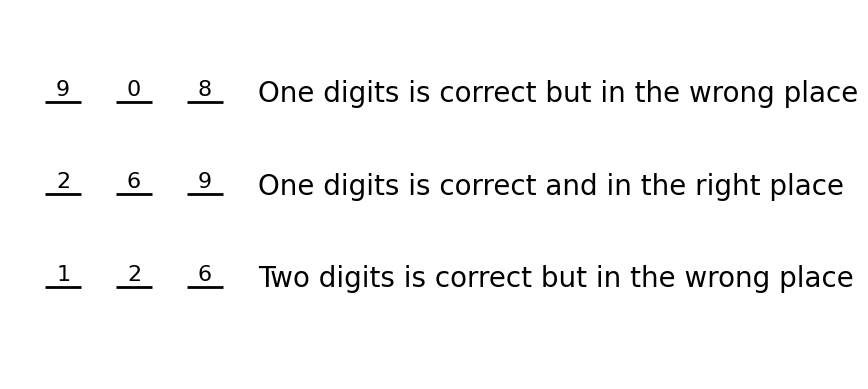 9 0 8 One digits is correct but in the wrong place
2 6 9 One digits is correct and in the right place
1 2 6 Two digits is correct but in the wrong place